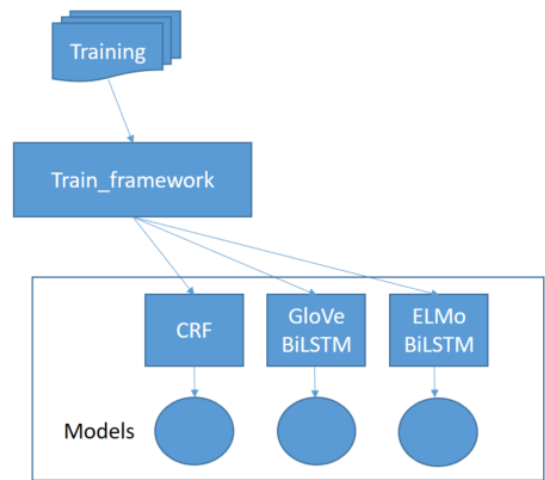 Training
Train_framework
CRF
GloVe
BiLSTM
ELMo
BiLSTM
Models